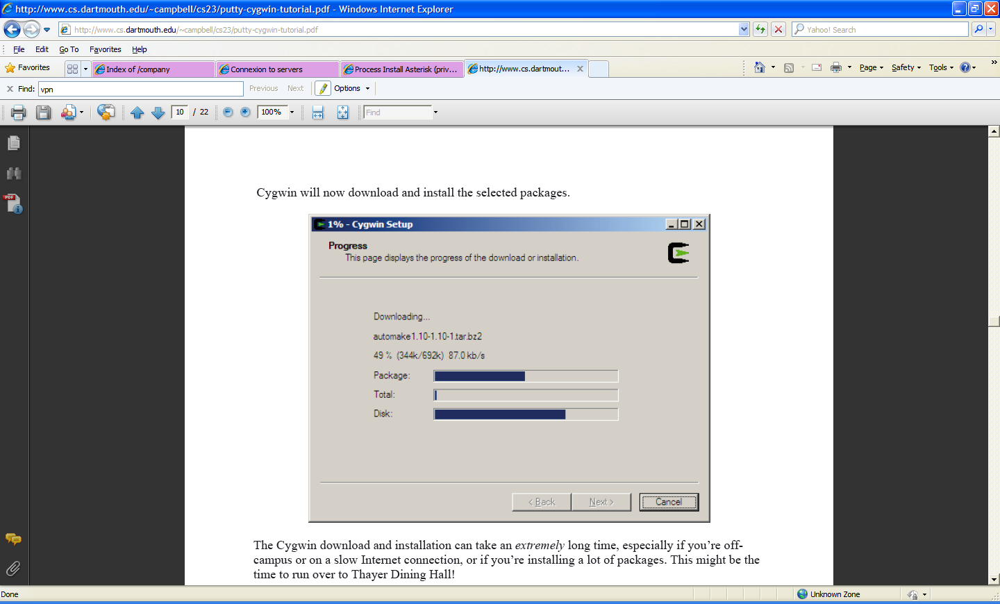 http://www.cs.dartmouth.edu/~campbell/cs23/putty-cygwin-tutorial.pdf - Windows Internet Explorer
http://www.cs.dartmouth.edu/~campbell/cs23/putty-cygwin-tutorial.pdf
Yahoo! Search
File Edit Go To Favorites Help
Favorites
Index of /company
Connexion to servers
Process Install Asterisk (priv...
http://www.cs.dartmout...
Page Safety Tools
Find: vpn Previous Next Options
10 / 22 100% Find
Cygwin will now download and install the selected packages.
1% - Cygwin Setup
Progress
This page displays the progress of the download or installation.
Downloading...
automake1.10-1.10-1.tar.bz2
49 % (344k/692k) 87.0 kb/s
Package:
Total:
Disk:
< Back Next > Cancel
The Cygwin download and installation can take an extremely long time, especially if you're off-
campus or on a slow Internet connection, or if you're installing a lot of packages. This might be the
time to run over to Thayer Dining Hall!
PDF
Done
Unknown Zone